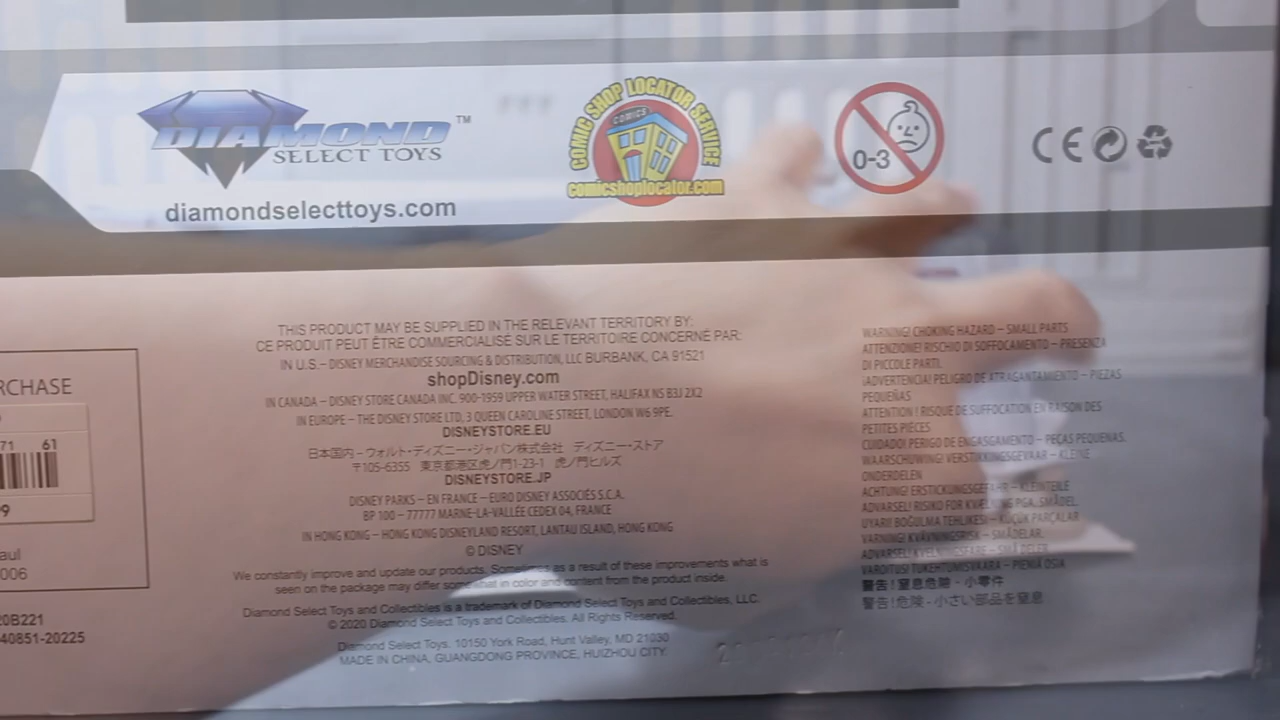 DIAMOND™
SELECT TOYS
diamondselecttoys.com
COMIC SHOP LOCATOR SERVICE
COMICS
comicshoplocator.com
0-3
CE
RCHASE
71 61
9
aul
006
20B221
40851-20225
THIS PRODUCT MAY BE SUPPLIED IN THE RELEVANT TERRITORY BY:
CE PRODUIT PEUT ÊTRE COMMERCIALISÉ SUR LE TERRITOIRE CONCERNÉ PAR:
IN U.S.– DISNEY MERCHANDISE SOURCING & DISTRIBUTION, LLC BURBANK, CA 91521
shopDisney.com
IN CANADA – DISNEY STORE CANADA INC. 900-1959 UPPER WATER STREET, HALIFAX NS B3J 2X2
IN EUROPE – THE DISNEY STORE LTD, 3 QUEEN CAROLINE STREET, LONDON W6 9PE.
DISNEYSTORE.EU
日本国内 – ウォルト・ディズニー・ジャパン株式会社 ディズニー・ストア
〒105-6355 東京都港区虎ノ門1-23-1 虎ノ門ヒルズ
DISNEYSTORE.JP
DISNEY PARKS – EN FRANCE – EURO DISNEY ASSOCIÉS S.C.A.
BP 100 – 77777 MARNE-LA-VALLÉE CEDEX 04, FRANCE
IN HONG KONG – HONG KONG DISNEYLAND RESORT, LANTAU ISLAND, HONG KONG
© DISNEY
We constantly improve and update our products. Sometimes as a result of these improvements what is
seen on the package may differ somewhat in color and content from the product inside.
Diamond Select Toys and Collectibles is a trademark of Diamond Select Toys and Collectibles, LLC.
© 2020 Diamond Select Toys and Collectibles. All Rights Reserved.
Diamond Select Toys. 10150 York Road, Hunt Valley, MD 21030
MADE IN CHINA, GUANGDONG PROVINCE, HUIZHOU CITY.
WARNING! CHOKING HAZARD – SMALL PARTS
ATTENZIONE! RISCHIO DI SOFFOCAMENTO – PRESENZA
DI PICCOLE PARTI.
¡ADVERTENCIA! PELIGRO DE ATRAGANTAMIENTO – PIEZAS
PEQUEÑAS
ATTENTION ! RISQUE DE SUFFOCATION EN RAISON DES
PETITES PIÈCES
CUIDADO! PERIGO DE ENGASGAMENTO – PEÇAS PEQUENAS.
WAARSCHUWING! VERSTIKKINGSGEVAAR – KLEINE
ONDERDELEN
ACHTUNG! ERSTICKUNGSGEFAHR – KLEINTEILE
ADVARSEL! RISIKO FOR KVÆLNING PGA. SMÅDEL.
UYARI! BOĞULMA TEHLIKESI – KÜÇÜK PARÇALAR
VARNING! KVÄVNINGSRISK – SMÅDELAR.
ADVARSEL! KVELNINGSFARE – SMÅDELER
VAROITUS! TUKEHTUMISVAARA – PIENIÄ OSIA
警告！窒息危险 - 小零件
警告！危険 - 小さい部品を窒息